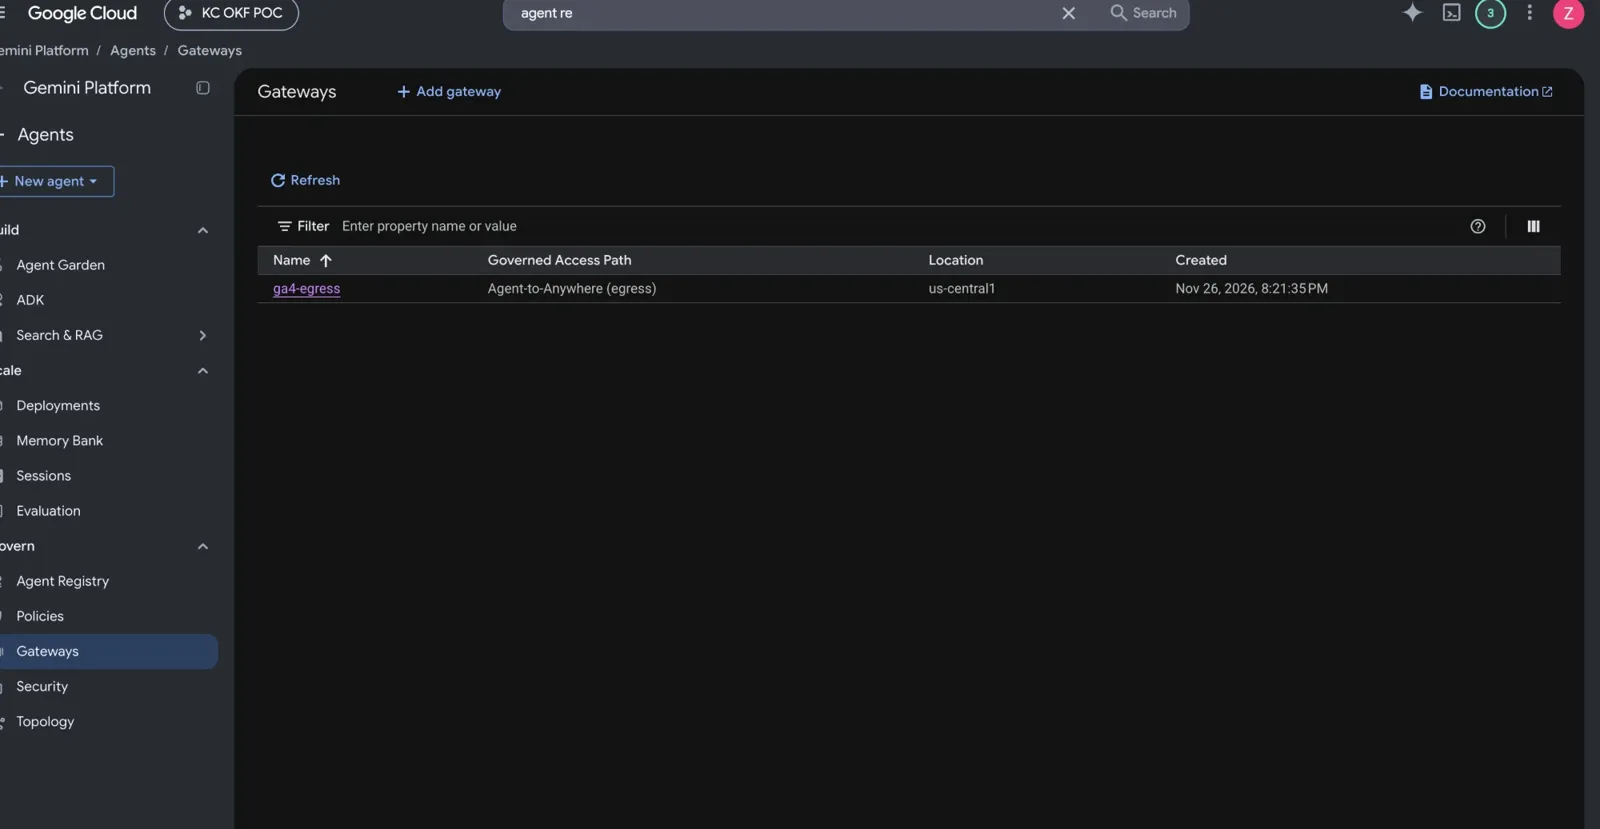 Google Cloud
KC OKF POC
agent re
Search
3
Z
emini Platform / Agents / Gateways
Gemini Platform
Agents
New agent
uild
Agent Garden
ADK
Search & RAG
cale
Deployments
Memory Bank
Sessions
Evaluation
overn
Agent Registry
Policies
Gateways
Security
Topology
Gateways
Add gateway
Documentation
Refresh
Filter Enter property name or value
Name Governed Access Path Location Created
ga4-egress Agent-to-Anywhere (egress) us-central1 Nov 26, 2026, 8:21:35 PM